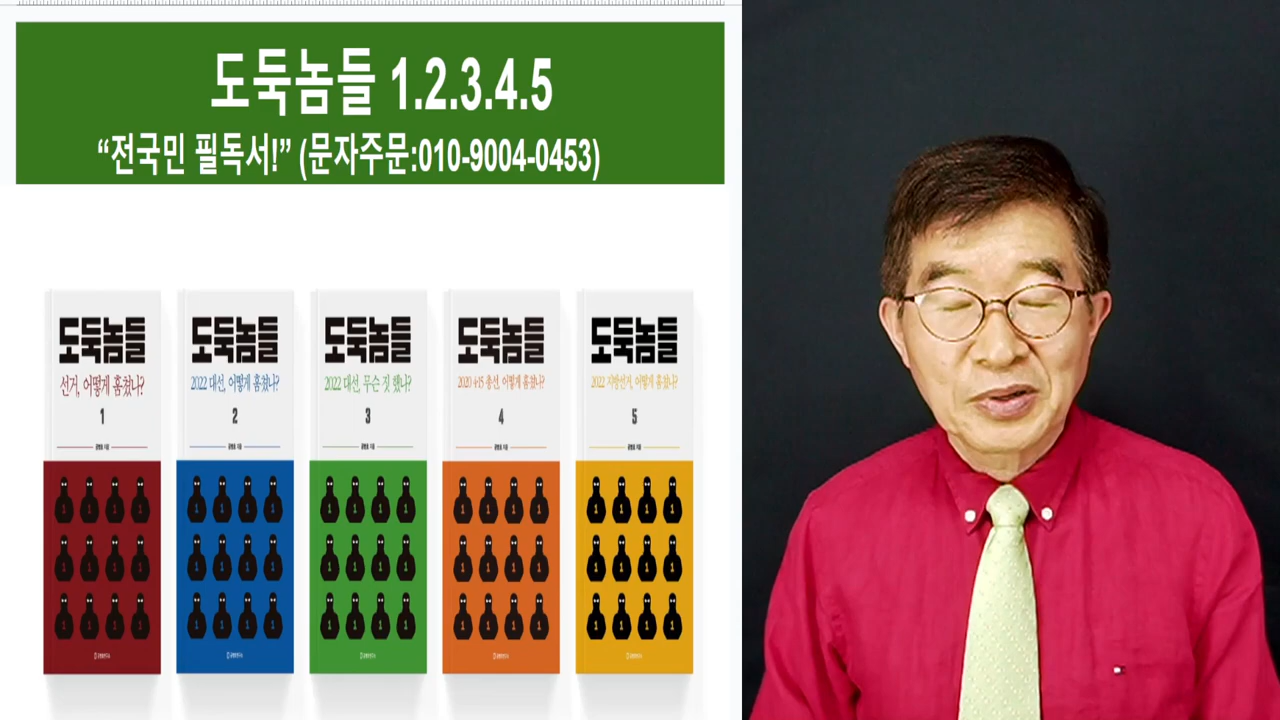 도둑놈들 1.2.3.4.5
“전국민 필독서!” (문자주문:010-9004-0453)
도둑놈들
선거, 어떻게 훔쳤나?
1
도둑놈들
2022 대선, 어떻게 훔쳤나?
2
도둑놈들
2022 대선, 무슨 짓 했나?
3
도둑놈들
2020 4·15 총선, 어떻게 훔쳤나?
4
도둑놈들
2022 지방선거, 어떻게 훔쳤나?
5